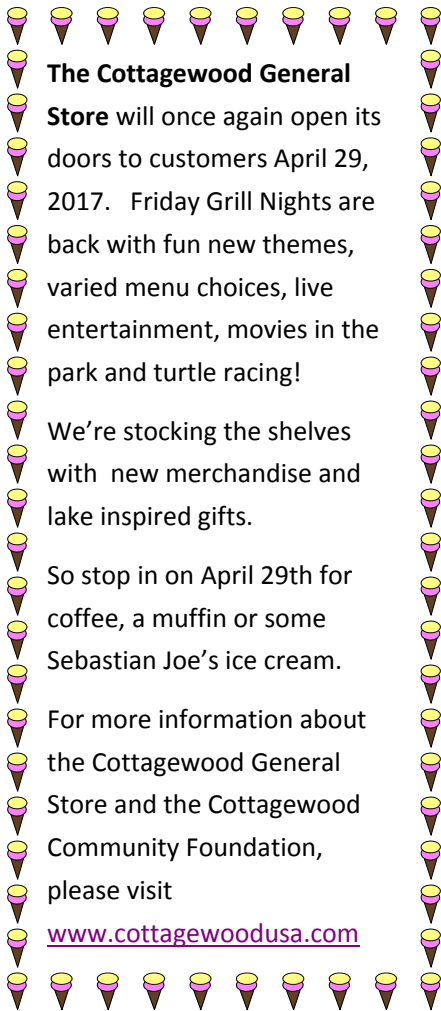 The Cottagewood General
Store will once again open its
doors to customers April 29,
2017.   Friday Grill Nights are
back with fun new themes,
varied menu choices, live
entertainment, movies in the
park and turtle racing!
We’re stocking the shelves
with  new merchandise and
lake inspired gifts.
So stop in on April 29th for
coffee, a muffin or some
Sebastian Joe’s ice cream.
For more information about
the Cottagewood General
Store and the Cottagewood
Community Foundation,
please visit
www.cottagewoodusa.com